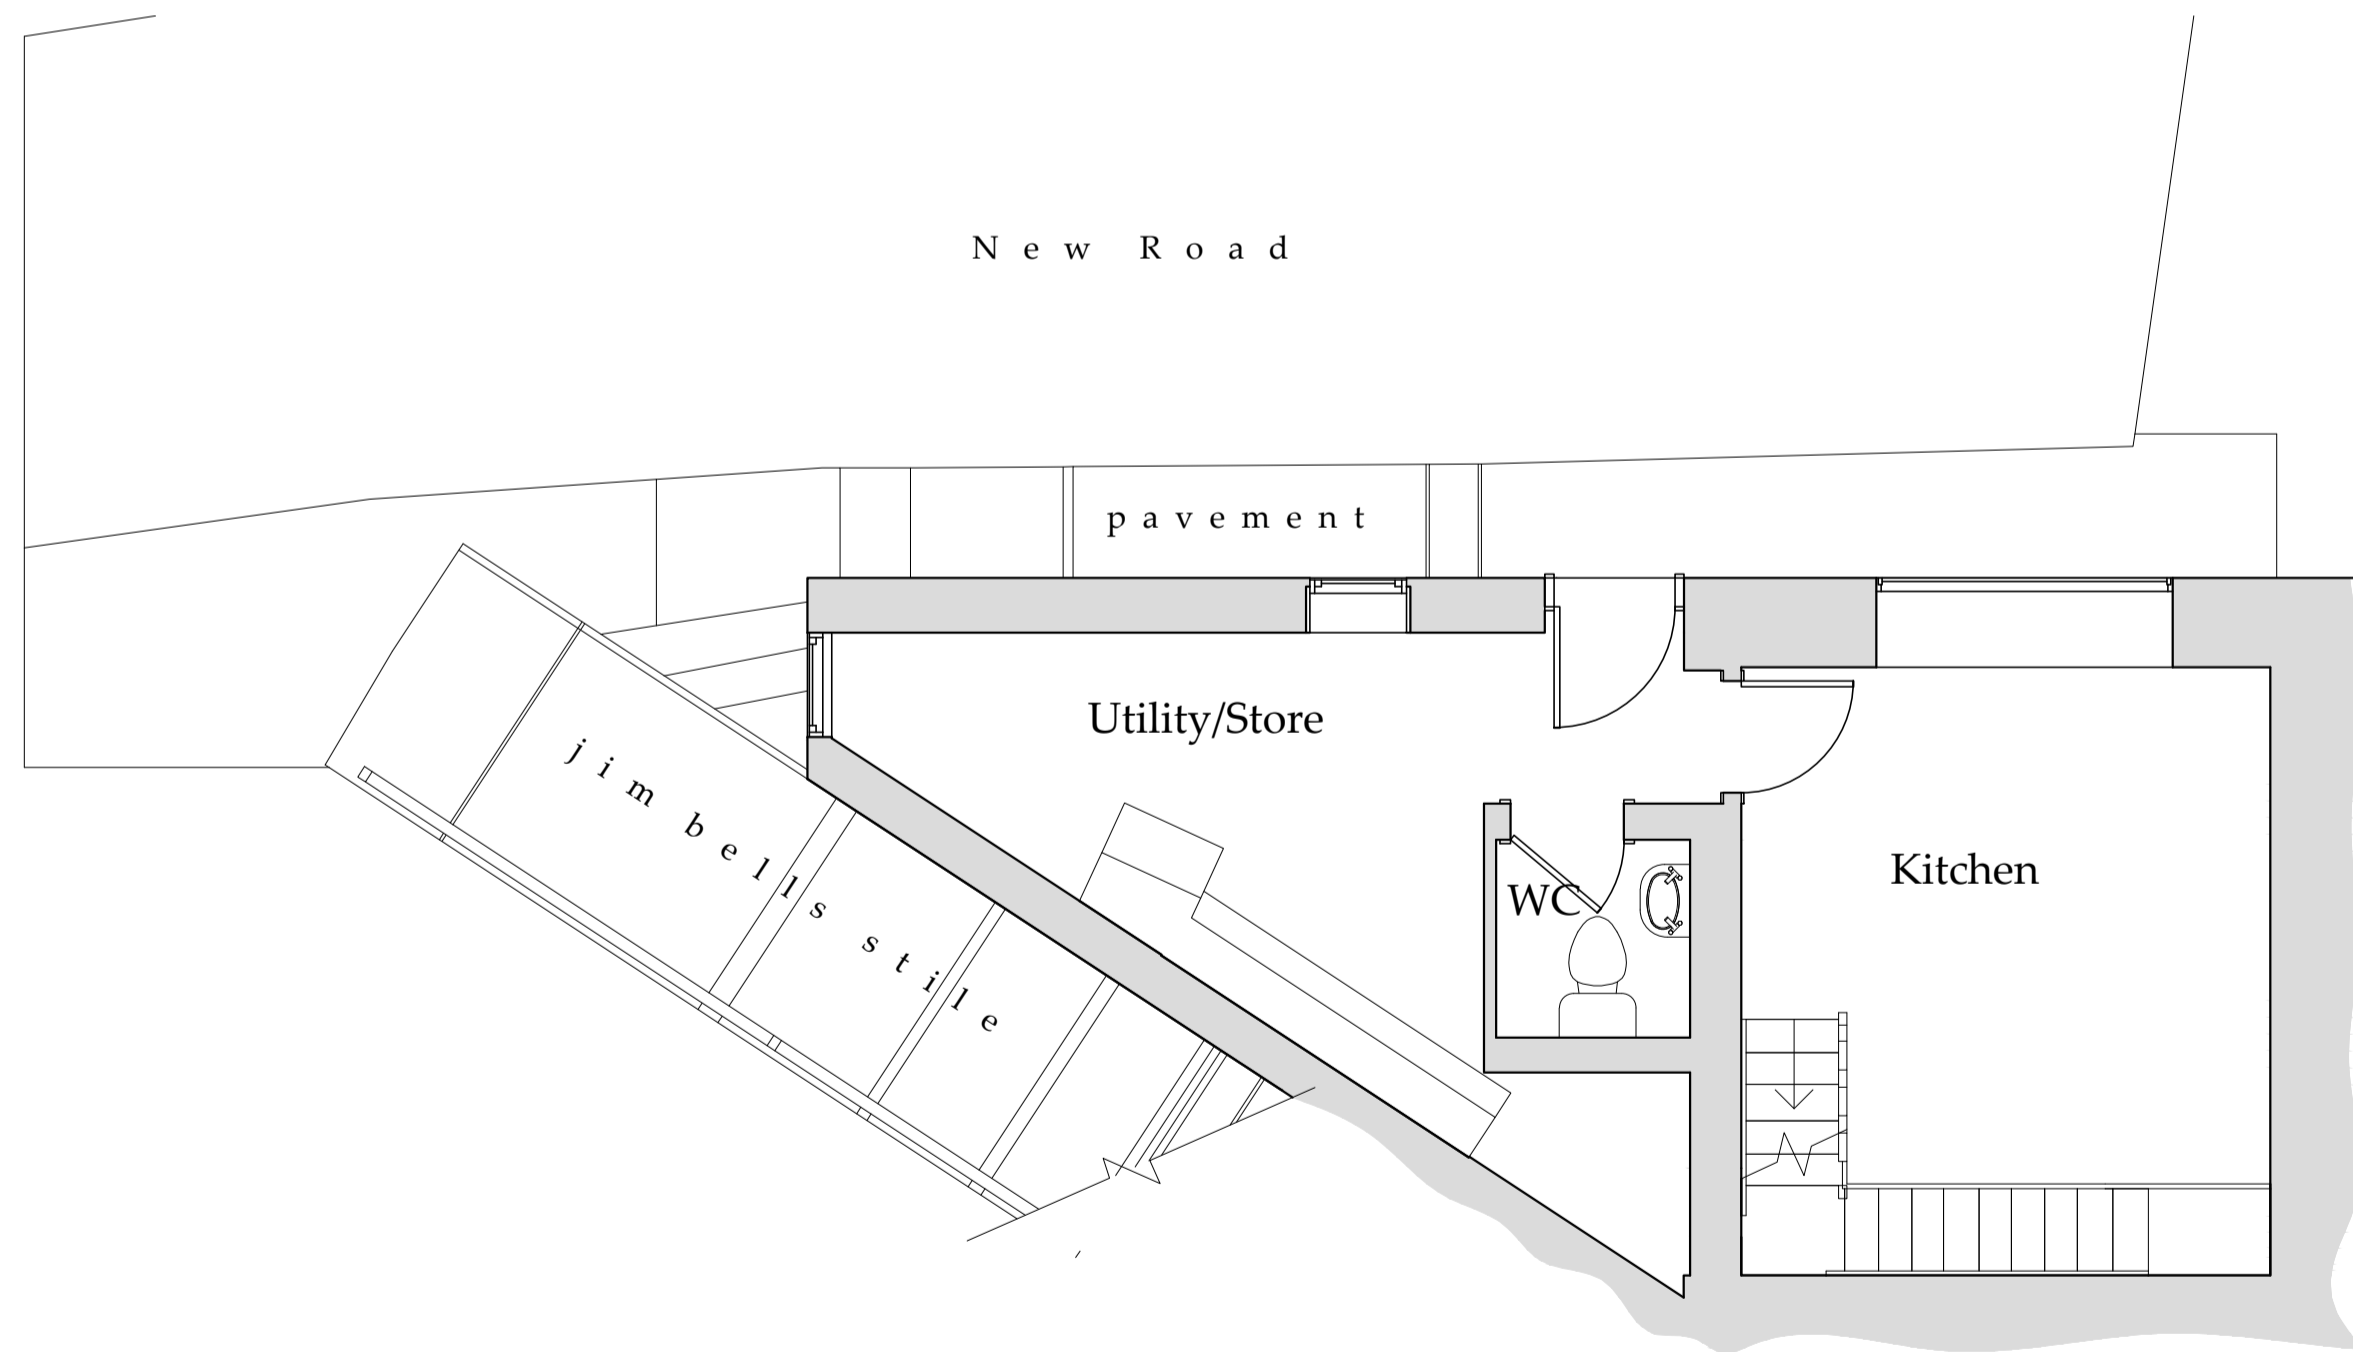 New Road
pavement
Utility/Store
jim bells stile
WC
Kitchen